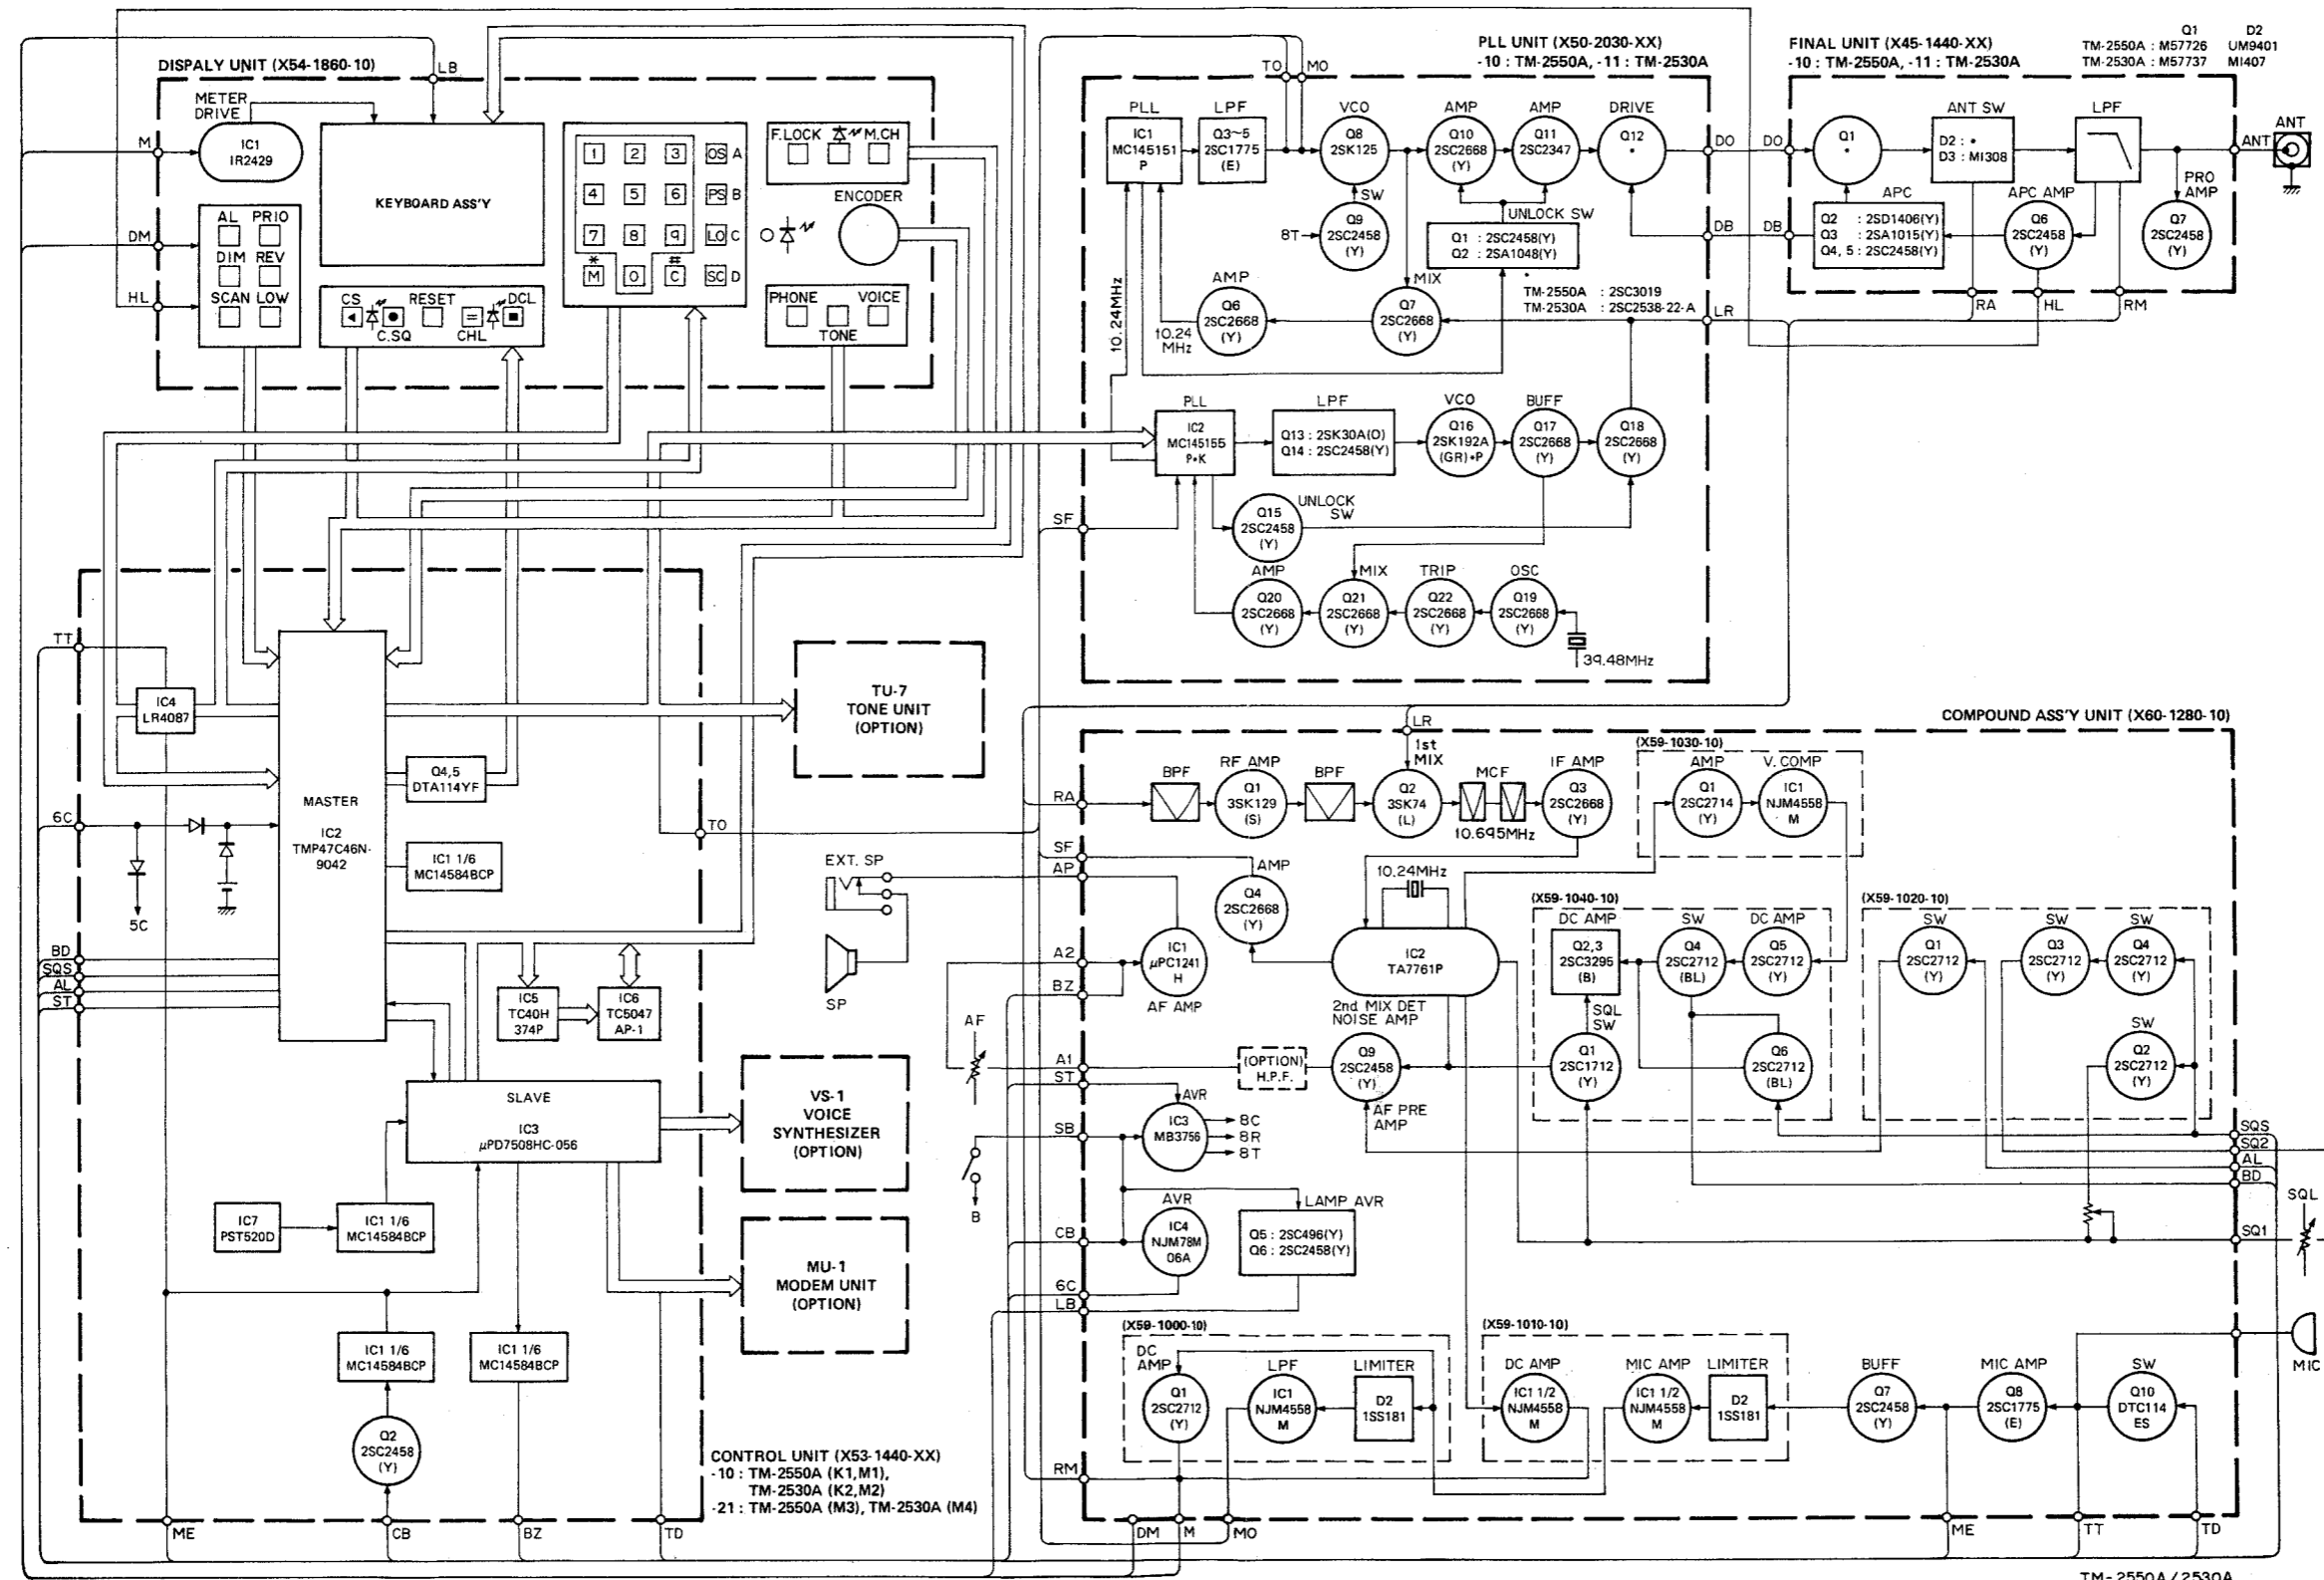 DISPALY UNIT (X54-1860-10)
LB
METER
DRIVE
IC1
IR2429
M
DM
HL
AL PRIO
DIM REV
SCAN LOW
KEYBOARD ASS'Y
CS RESET DCL
C.SQ CHL
1 2 3 OS A
4 5 6 PS B
7 8 9 LO C
* #
M 0 C SC D
F.LOCK M.CH
ENCODER
PHONE VOICE
TONE
PLL UNIT (X50-2030-XX)
-10 : TM-2550A, -11 : TM-2530A
TO MO
PLL
IC1
MC145151
P
LPF
Q3~5
2SC1775
(E)
VCO
Q8
2SK125
AMP
Q10
2SC2668
(Y)
AMP
Q11
2SC2347
DRIVE
Q12
*
DO
DB
LR
SW
Q9
2SC2458
(Y)
8T
UNLOCK SW
Q1 : 2SC2458(Y)
Q2 : 2SA1048(Y)
*
TM-2550A : 2SC3019
TM-2530A : 2SC2538-22-A
AMP
Q6
2SC2668
(Y)
MIX
Q7
2SC2668
(Y)
10.24MHz
10.24
MHz
PLL
IC2
MC145155
P*K
LPF
Q13 : 2SK30A(O)
Q14 : 2SC2458(Y)
VCO
Q16
2SK192A
(GR)*P
BUFF
Q17
2SC2668
(Y)
Q18
2SC2668
(Y)
SF
Q15
2SC2458
(Y)
UNLOCK
SW
AMP
Q20
2SC2668
(Y)
MIX
Q21
2SC2668
(Y)
TRIP
Q22
2SC2668
(Y)
OSC
Q19
2SC2668
(Y)
39.48MHz
FINAL UNIT (X45-1440-XX)
-10 : TM-2550A, -11 : TM-2530A
Q1 D2
TM-2550A : M57726 UM9401
TM-2530A : M57737 MI407
DO
DB
Q1
*
ANT SW
D2 : *
D3 : MI308
LPF
ANT
ANT
APC
Q2 : 2SD1406(Y)
Q3 : 2SA1015(Y)
Q4, 5 : 2SC2458(Y)
APC AMP
Q6
2SC2458
(Y)
PRO
AMP
Q7
2SC2458
(Y)
RA HL RM
TT
IC4
LR4087
MASTER
IC2
TMP47C46N-
9042
Q4,5
DTA114YF
IC1 1/6
MC14584BCP
6C
5C
BD
SQS
AL
ST
TO
IC5
TC40H
374P
IC6
TC5047
AP-1
SLAVE
IC3
μPD7508HC-056
IC7
PST520D
IC1 1/6
MC14584BCP
IC1 1/6
MC14584BCP
IC1 1/6
MC14584BCP
Q2
2SC2458
(Y)
ME CB BZ TD
CONTROL UNIT (X53-1440-XX)
-10 : TM-2550A (K1,M1),
TM-2530A (K2,M2)
-21 : TM-2550A (M3), TM-2530A (M4)
TU-7
TONE UNIT
(OPTION)
VS-1
VOICE
SYNTHESIZER
(OPTION)
MU-1
MODEM UNIT
(OPTION)
EXT. SP
SP
AF
B
COMPOUND ASS'Y UNIT (X60-1280-10)
LR
RA
BPF
RF AMP
Q1
3SK129
(S)
BPF
1st
MIX
Q2
3SK74
(L)
MCF
10.695MHz
IF AMP
Q3
2SC2668
(Y)
(X59-1030-10)
AMP
Q1
2SC2714
(Y)
V. COMP
IC1
NJM4558
M
SF
AP
A2
BZ
A1
ST
SB
CB
6C
LB
RM
AMP
Q4
2SC2668
(Y)
10.24MHz
IC2
TA7761P
2nd MIX DET
NOISE AMP
IC1
μPC1241
H
AF AMP
(OPTION)
H.P.F.
Q9
2SC2458
(Y)
AF PRE
AMP
AVR
IC3
MB3756
8C
8R
8T
AVR
IC4
NJM78M
06A
LAMP AVR
Q5 : 2SC496(Y)
Q6 : 2SC2458(Y)
(X59-1040-10)
DC AMP
Q2,3
2SC3295
(B)
SW
Q4
2SC2712
(BL)
DC AMP
Q5
2SC2712
(Y)
SQL
SW
Q1
2SC1712
(Y)
Q6
2SC2712
(BL)
(X59-1020-10)
SW
Q1
2SC2712
(Y)
SW
Q3
2SC2712
(Y)
SW
Q4
2SC2712
(Y)
SW
Q2
2SC2712
(Y)
SQS
SQ2
AL
BD
SQ1
SQL
MIC
(X59-1000-10)
DC
AMP
Q1
2SC2712
(Y)
LPF
IC1
NJM4558
M
LIMITER
D2
1SS181
(X59-1010-10)
DC AMP
IC1 1/2
NJM4558
M
MIC AMP
IC1 1/2
NJM4558
M
LIMITER
D2
1SS181
BUFF
Q7
2SC2458
(Y)
MIC AMP
Q8
2SC1775
(E)
SW
Q10
DTC114
ES
DM M MO ME TT TD
TM-2550A/2530A